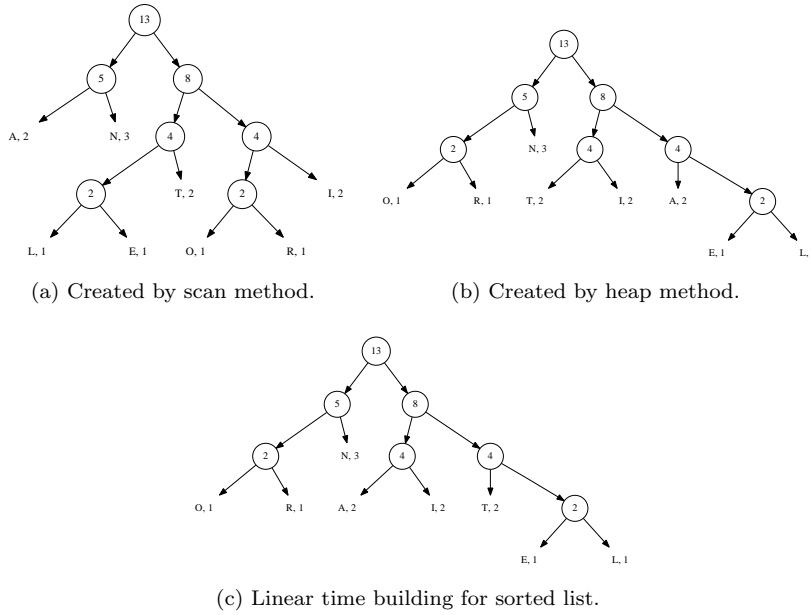 13
5
8
A, 2
N, 3
4
4
2
T, 2
2
I, 2
L, 1
E, 1
O, 1
R, 1
(a) Created by scan method.
13
5
8
2
N, 3
4
4
O, 1
R, 1
T, 2
I, 2
A, 2
2
E, 1
L,
(b) Created by heap method.
13
5
8
2
N, 3
4
4
O, 1
R, 1
A, 2
I, 2
T, 2
2
E, 1
L, 1
(c) Linear time building for sorted list.